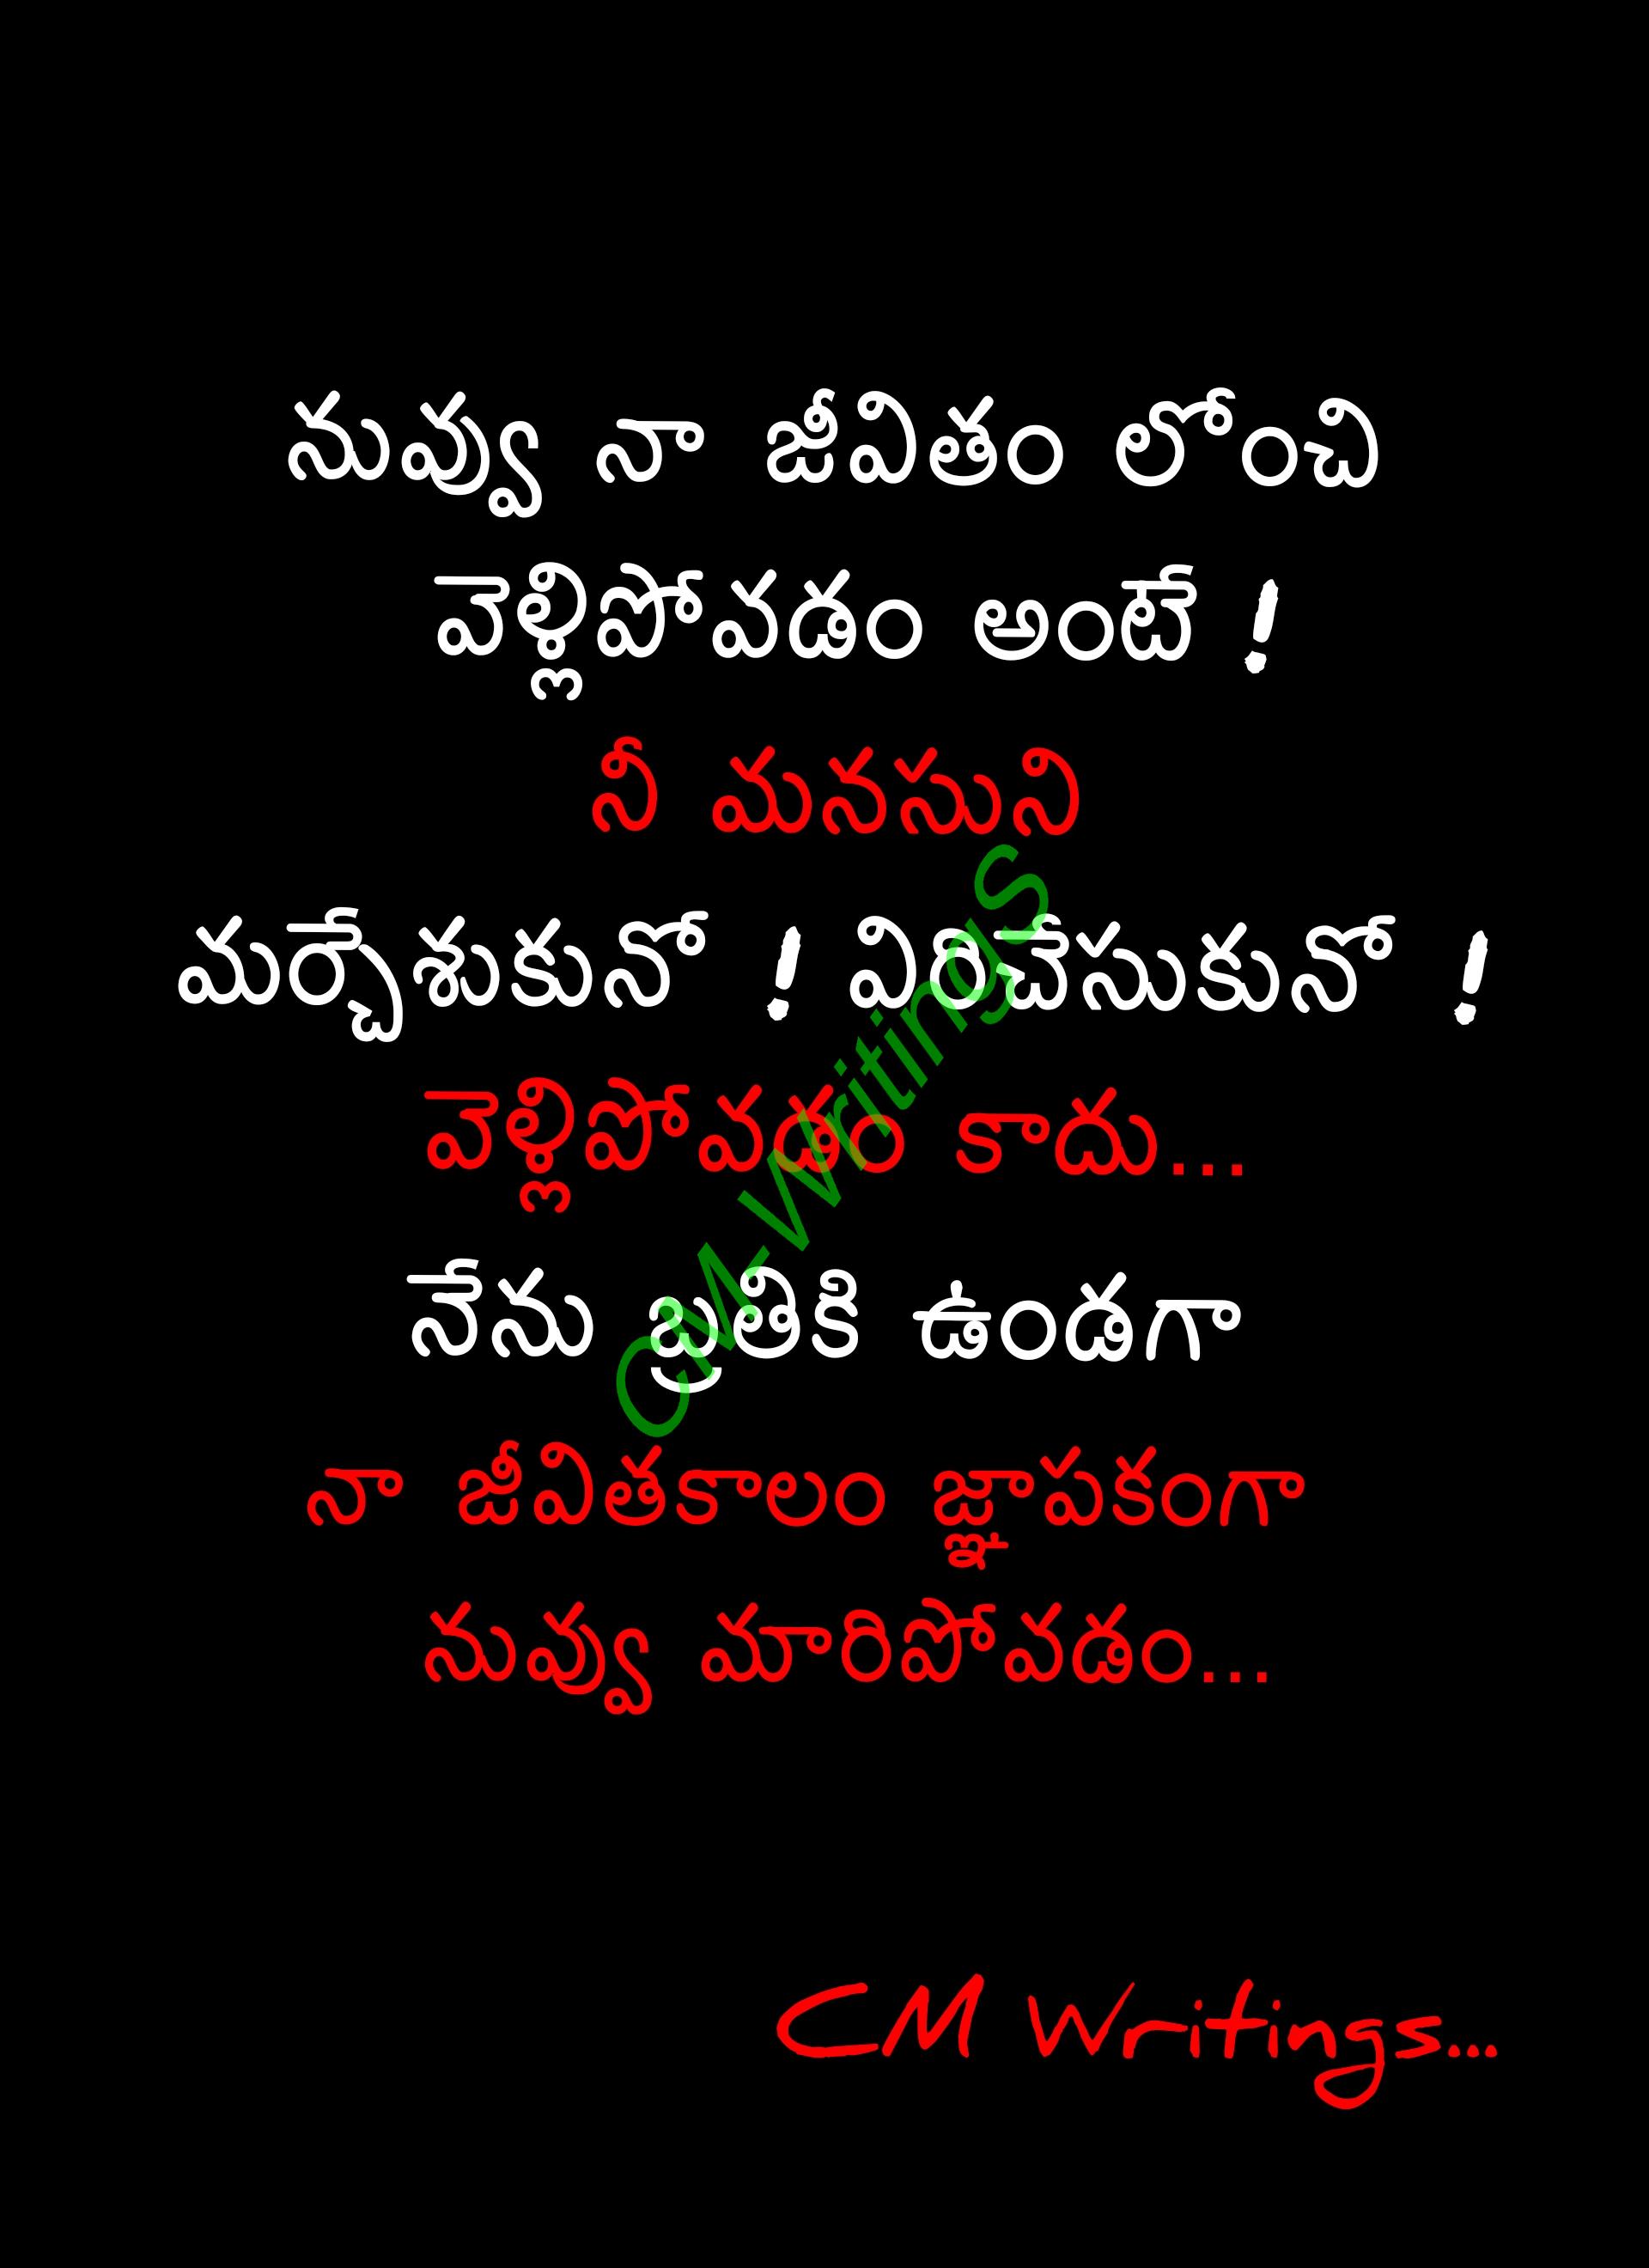 నువ్వు నా జీవితం లోంచి
వెళ్లిపోవడం అంటే !
నీ మనసుని
మర్చేశుకునో ! విరిచేసుకునో !
వెళ్లిపోవడం కాదు...
నేను బ్రతికి ఉండగా
నా జీవితకాలం జ్ఞాపకంగా
నువ్వు మారిపోవడం...
CM-Writings
CM Writings...